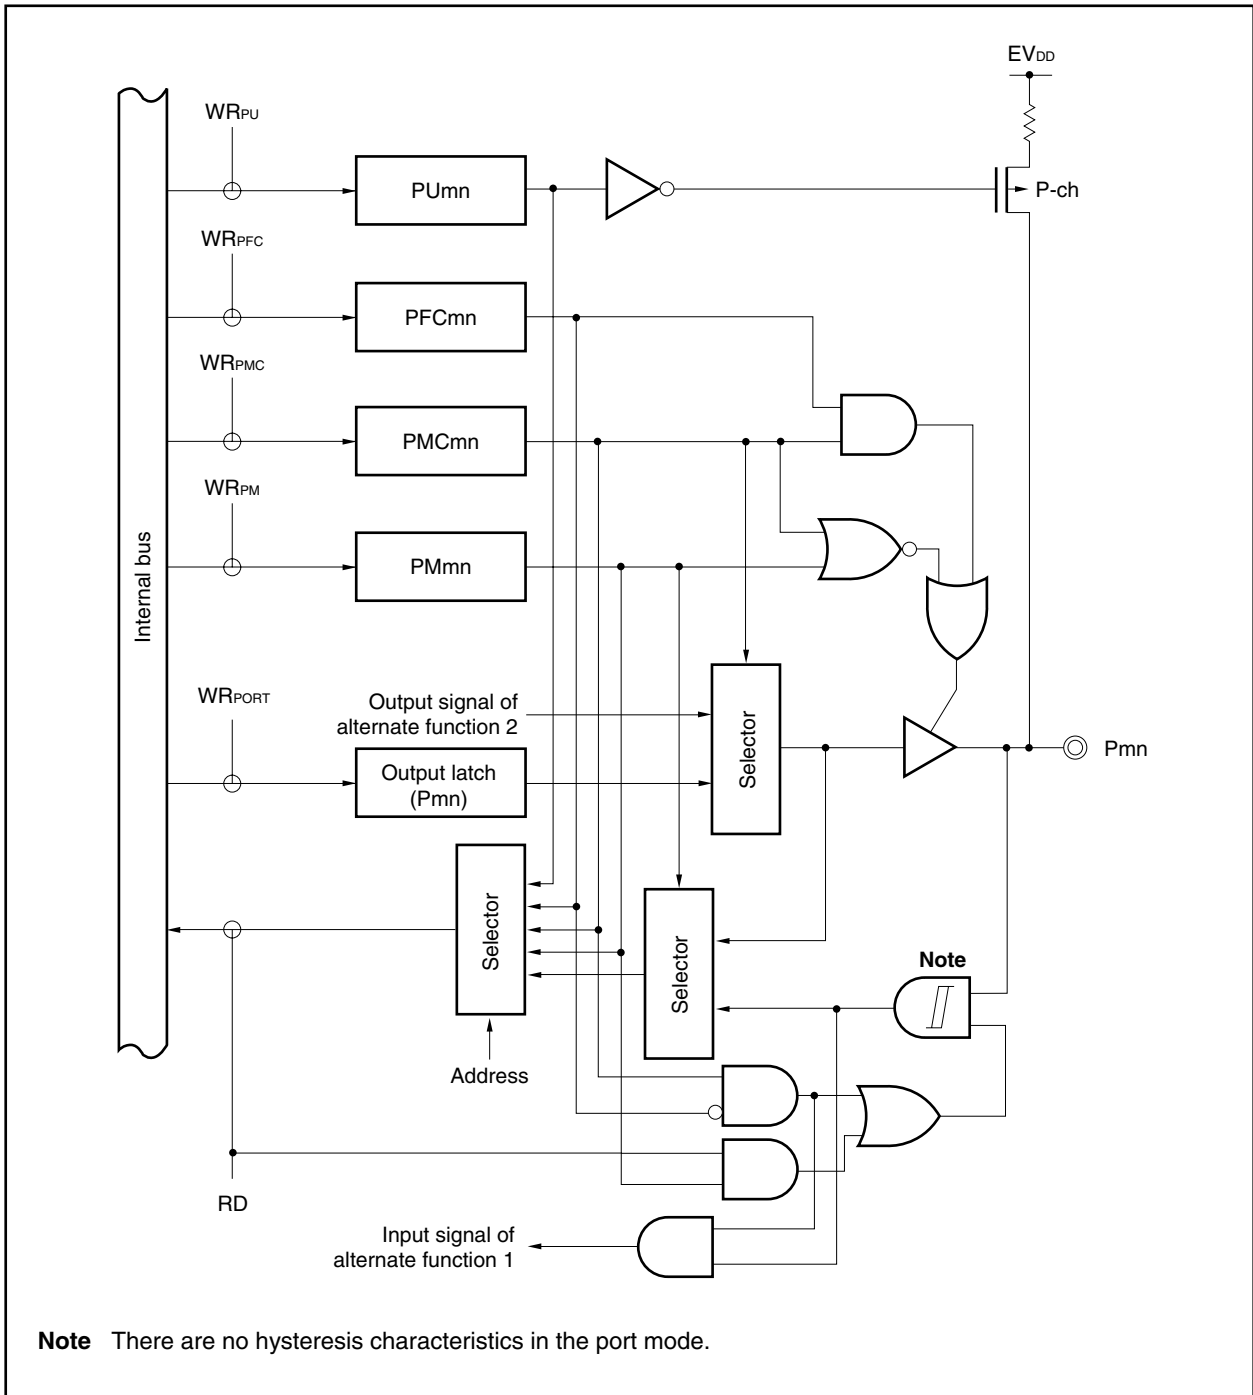 EVDD
WRPU
PUmn
P-ch
WRPFC
PFCmn
WRPMC
PMCmn
WRPM
PMmn
Internal bus
WRPORT
Output signal of
alternate function 2
Selector
Output latch
(Pmn)
Pmn
Selector
Selector
Note
Address
RD
Input signal of
alternate function 1
Note There are no hysteresis characteristics in the port mode.